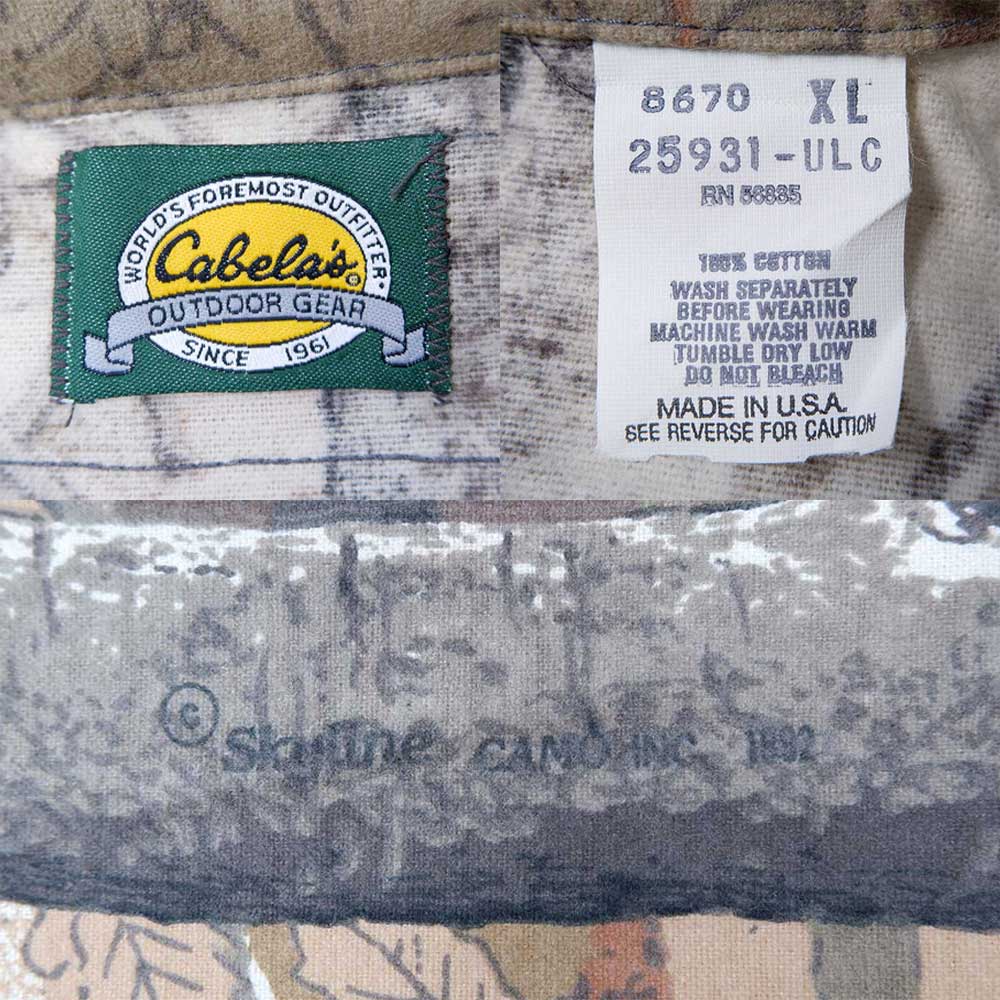 WORLD'S FOREMOST OUTFITTER.
Cabela's®
OUTDOOR GEAR
SINCE 1961
8670 XL
25931-ULC
RN 56835
100% COTTON
WASH SEPARATELY
BEFORE WEARING
MACHINE WASH WARM
TUMBLE DRY LOW
DO NOT BLEACH
MADE IN U.S.A.
SEE REVERSE FOR CAUTION
© Skyline CAMO INC 1992